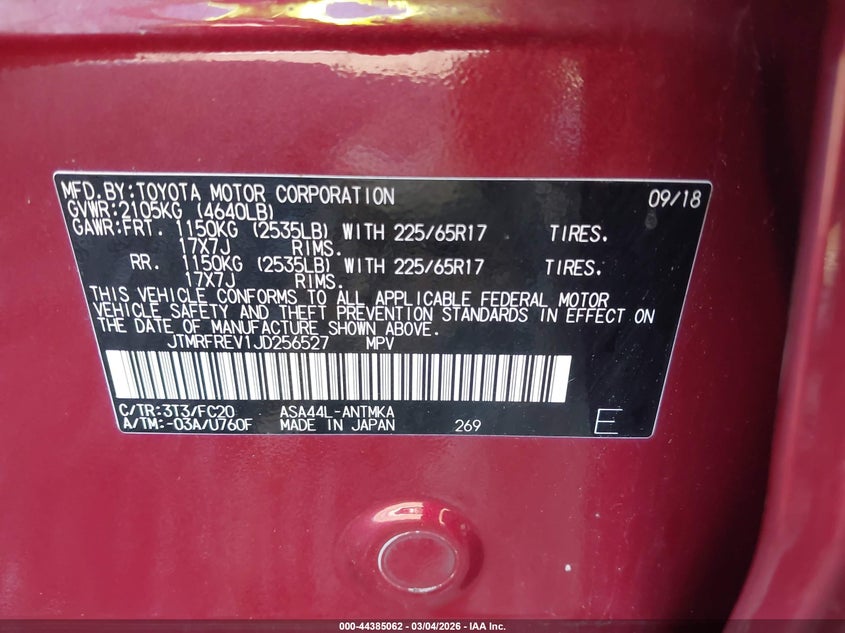 MFD.BY:TOYOTA MOTOR CORPORATION 09/18
GVWR:2105KG (4640LB)
GAWR:FRT. 1150KG (2535LB) WITH 225/65R17 TIRES.
17X7J RIMS.
RR. 1150KG (2535LB) WITH 225/65R17 TIRES.
17X7J RIMS.
THIS VEHICLE CONFORMS TO ALL APPLICABLE FEDERAL MOTOR
VEHICLE SAFETY AND THEFT PREVENTION STANDARDS IN EFFECT ON
THE DATE OF MANUFACTURE SHOWN ABOVE.
JTMRFREV1JD256527 MPV
C/TR:3T3/FC20 ASA44L-ANTMKA
A/TM:-03A/U760F MADE IN JAPAN 269 E
000-44385062 - 03/04/2026 - IAA Inc.